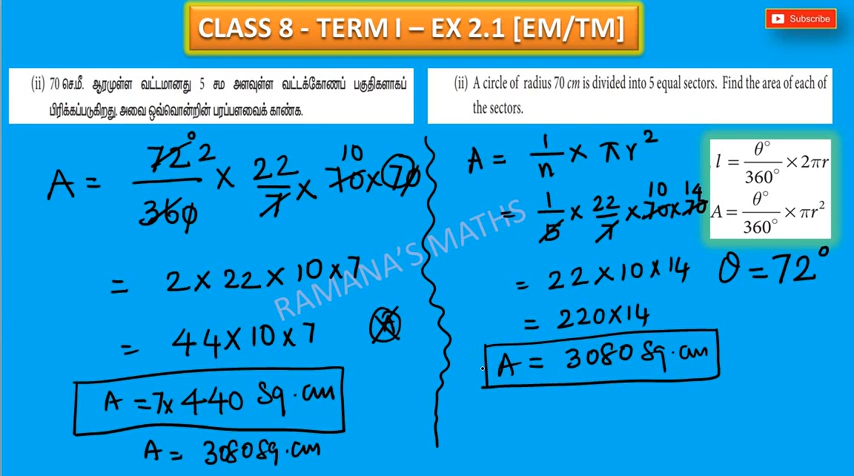 CLASS 8 - TERM I – EX 2.1 [EM/TM]
Subscribe
(ii) 70 செ.மீ. ஆரமுள்ள வட்டமானது 5 சம அளவுள்ள வட்டக்கோணப் பகுதிகளாகப்
பிரிக்கப்படுகிறது. அவை ஒவ்வொன்றின் பரப்பளவைக் காண்க.
(ii) A circle of radius 70 cm is divided into 5 equal sectors. Find the area of each of
the sectors.
A = 72° 2 / 360 × 22 / 7 × 70 10 × 70
= 2 × 22 × 10 × 7
= 44 × 10 × 7
A = 7 × 440 Sq.cm
A = 3080 Sq.cm
A = 1/n × πr²
= 1/5 × 22/7 × 70 10 × 70 14
= 22 × 10 × 14
= 220 × 14
A = 3080 Sq.cm
l = θ°/360° × 2πr
A = θ°/360° × πr²
θ = 72°
RAMANA'S MATHS